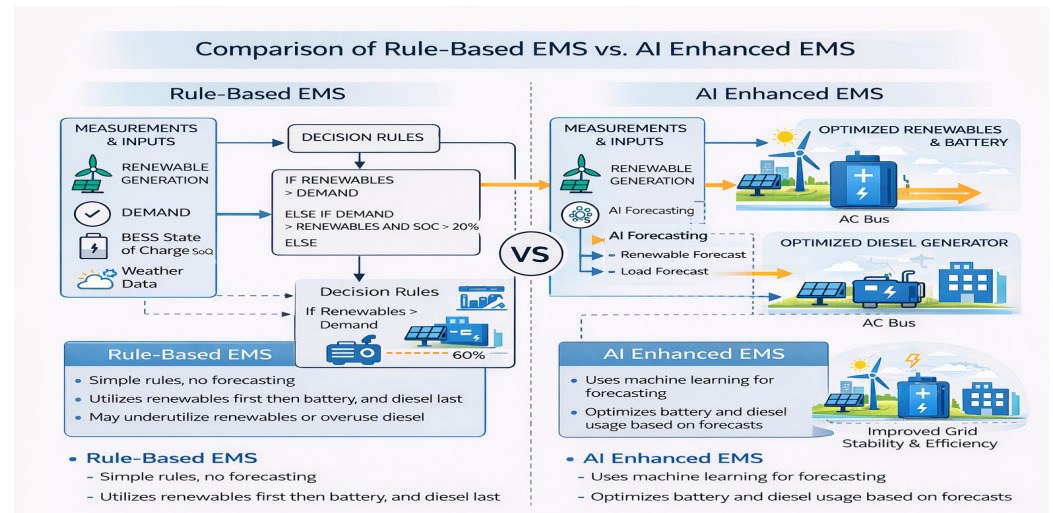 Comparison of Rule-Based EMS vs. AI Enhanced EMS
Rule-Based EMS
MEASUREMENTS
& INPUTS
RENEWABLE
GENERATION
DEMAND
BESS State
of Charge SoQ
Weather
Data
DECISION RULES
IF RENEWABLES
> DEMAND
ELSE IF DEMAND
> RENEWABLES AND SOC > 20%
ELSE
Decision Rules
If Renewables >
Demand
60%
Rule-Based EMS
• Simple rules, no forecasting
• Utilizes renewables first then battery, and diesel last
• May underutilize renewables or overuse diesel
• Rule-Based EMS
– Simple rules, no forecasting
– Utilizes renewables first then battery, and diesel last
VS
AI Enhanced EMS
MEASUREMENTS
& INPUTS
RENEWABLE
GENERATION
AI Forecasting
AI Forecasting
– Renewable Forecast
– Load Forecast
OPTIMIZED RENEWABLES
& BATTERY
AC Bus
OPTIMIZED DIESEL GENERATOR
AC Bus
AI Enhanced EMS
• Uses machine learning for
forecasting
• Optimizes battery and diesel
usage based on forecasts
Improved Grid
Stability & Efficiency
• AI Enhanced EMS
– Uses machine learning for forecasting
– Optimizes battery and diesel usage based on forecasts